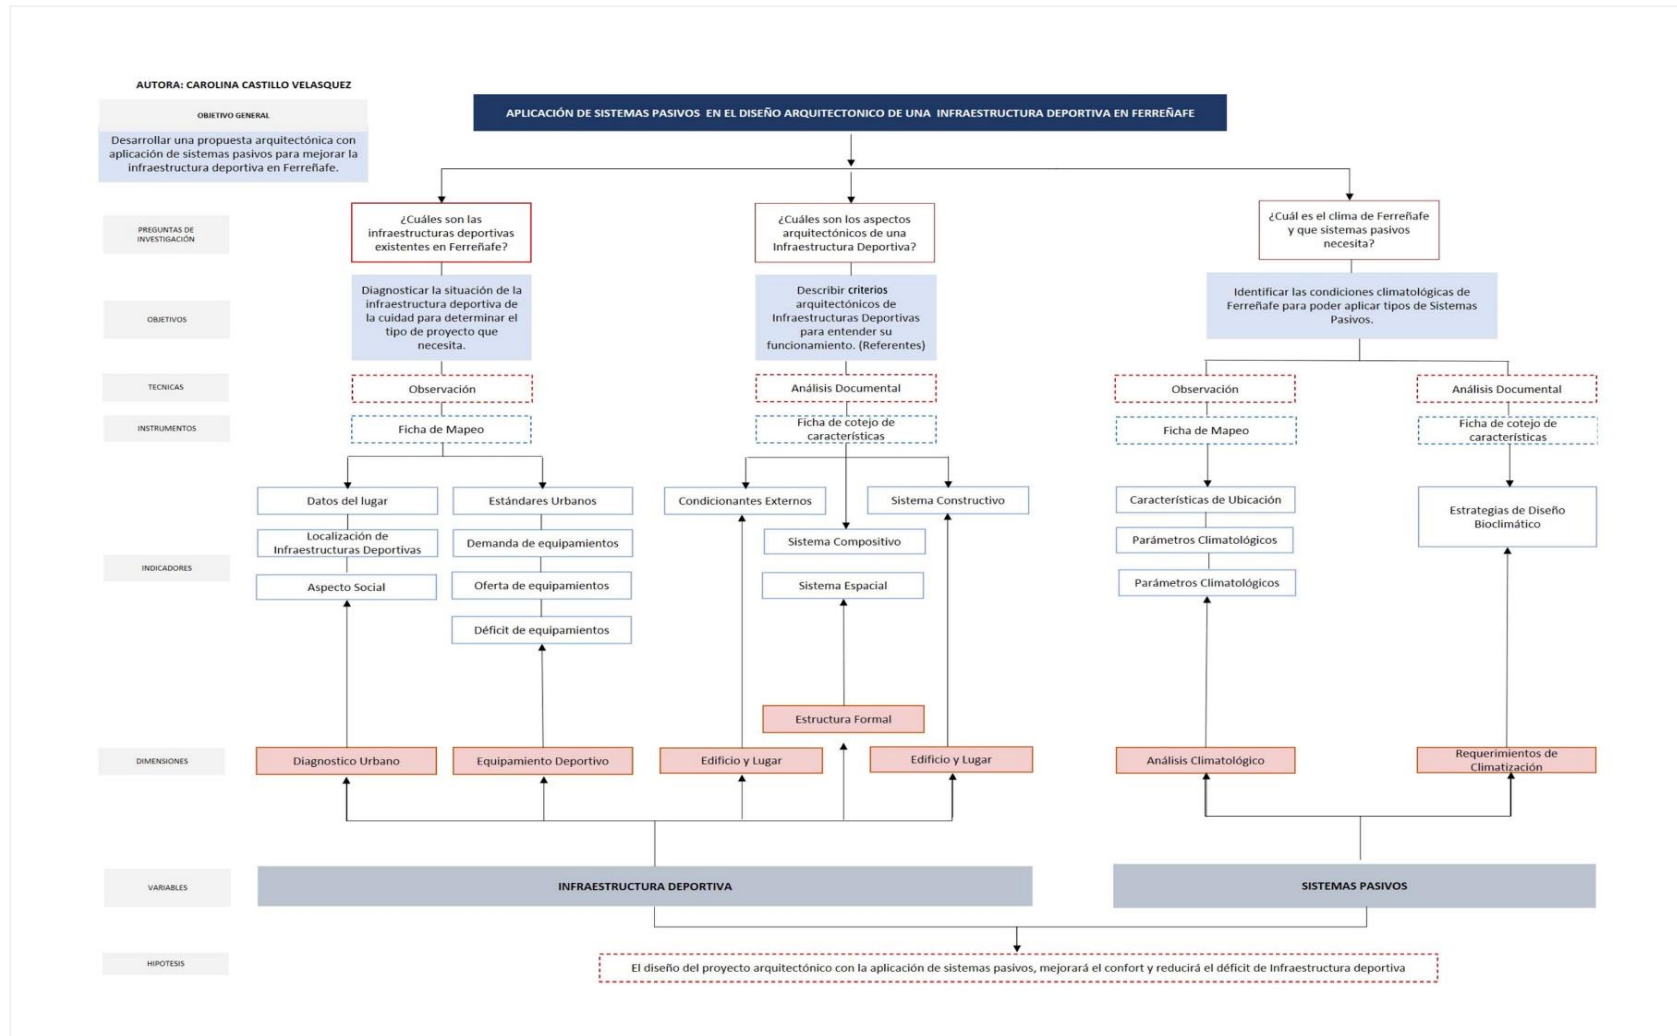 AUTORA: CAROLINA CASTILLO VELASQUEZ
OBJETIVO GENERAL
Desarrollar una propuesta arquitectónica con
aplicación de sistemas pasivos para mejorar la
infraestructura deportiva en Ferreñafe.
APLICACIÓN DE SISTEMAS PASIVOS EN EL DISEÑO ARQUITECTONICO DE UNA INFRAESTRUCTURA DEPORTIVA EN FERREÑAFE
PREGUNTAS DE
INVESTIGACIÓN
¿Cuáles son las
infraestructuras deportivas
existentes en Ferreñafe?
¿Cuáles son los aspectos
arquitectónicos de una
Infraestructura Deportiva?
¿Cuál es el clima de Ferreñafe
y que sistemas pasivos
necesita?
OBJETIVOS
Diagnosticar la situación de la
infraestructura deportiva de
la cuidad para determinar el
tipo de proyecto que
necesita.
Describir criterios
arquitectónicos de
Infraestructuras Deportivas
para entender su
funcionamiento. (Referentes)
Identificar las condiciones climatológicas de
Ferreñafe para poder aplicar tipos de Sistemas
Pasivos.
TECNICAS
Observación
Análisis Documental
Observación
Análisis Documental
INSTRUMENTOS
Ficha de Mapeo
Ficha de cotejo de
características
Ficha de Mapeo
Ficha de cotejo de
características
INDICADORES
Datos del lugar
Localización de
Infraestructuras Deportivas
Aspecto Social
Estándares Urbanos
Demanda de equipamientos
Oferta de equipamientos
Déficit de equipamientos
Condicionantes Externos
Sistema Compositivo
Sistema Espacial
Sistema Constructivo
Características de Ubicación
Parámetros Climatológicos
Parámetros Climatológicos
Estrategias de Diseño
Bioclimático
DIMENSIONES
Diagnostico Urbano
Equipamiento Deportivo
Edificio y Lugar
Estructura Formal
Edificio y Lugar
Análisis Climatológico
Requerimientos de
Climatización
VARIABLES
INFRAESTRUCTURA DEPORTIVA
SISTEMAS PASIVOS
HIPOTESIS
El diseño del proyecto arquitectónico con la aplicación de sistemas pasivos, mejorará el confort y reducirá el déficit de Infraestructura deportiva